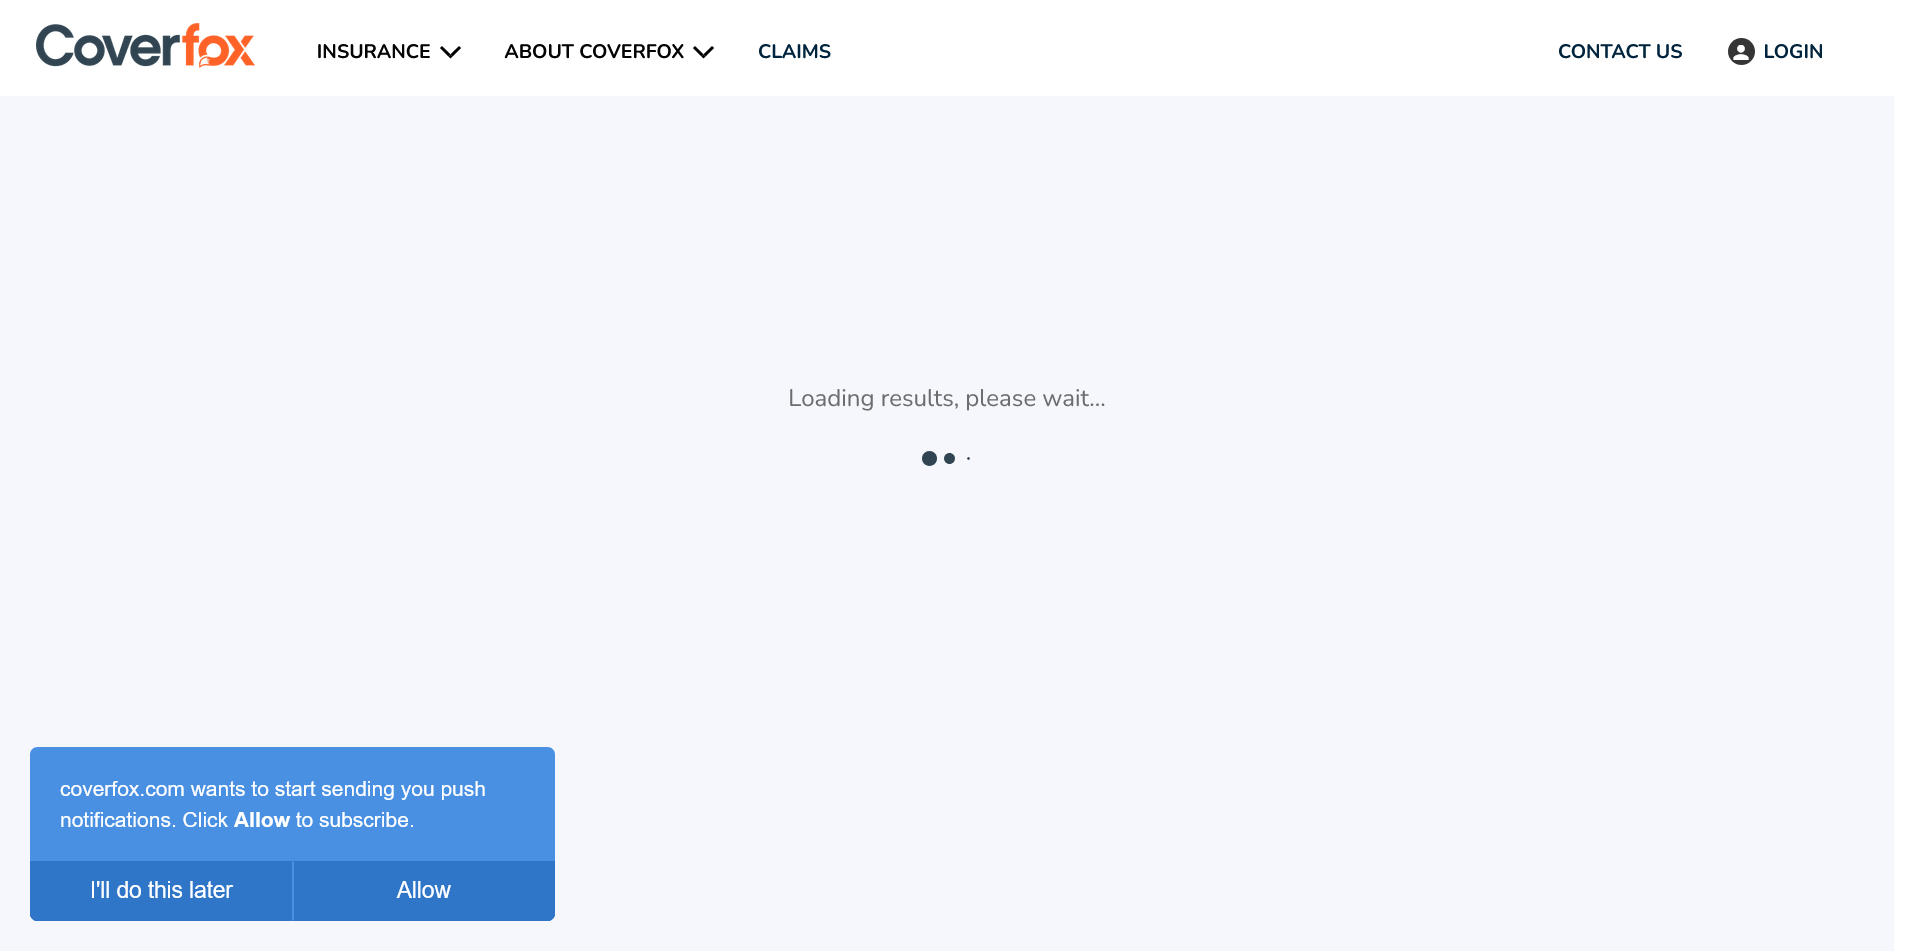 Coverfox
INSURANCE
ABOUT COVERFOX
CLAIMS
CONTACT US
LOGIN
Loading results, please wait...
coverfox.com wants to start sending you push
notifications. Click Allow to subscribe.
I'll do this later
Allow